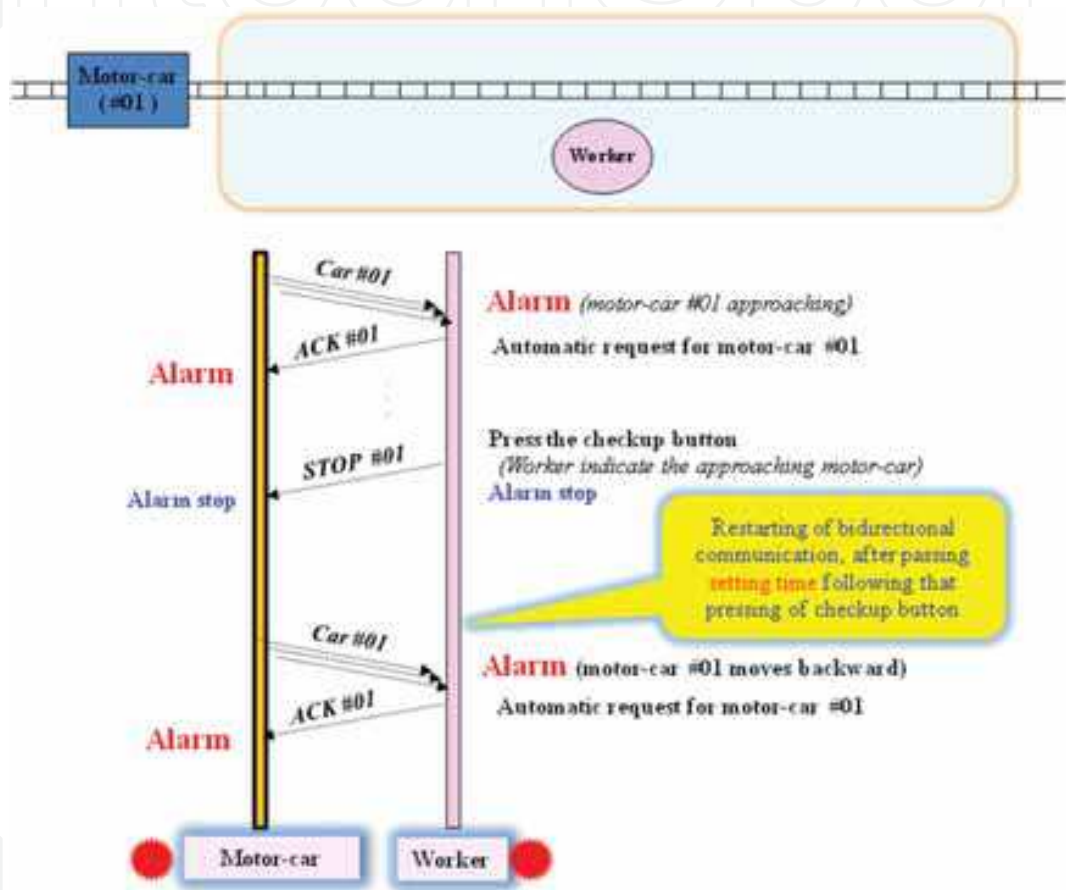 Motor-car
(#01)
Worker
Car #01
Alarm (motor-car #01 approaching)
ACK #01
Automatic request for motor-car #01
Alarm
Press the checkup button
STOP #01
(Worker indicate the approaching motor-car)
Alarm stop
Alarm stop
Restarting of bidirectional
communication, after passing
setting time following that
pressing of checkup button
Car #01
Alarm (motor-car #01 moves backward)
ACK #01
Automatic request for motor-car #01
Alarm
Motor-car
Worker